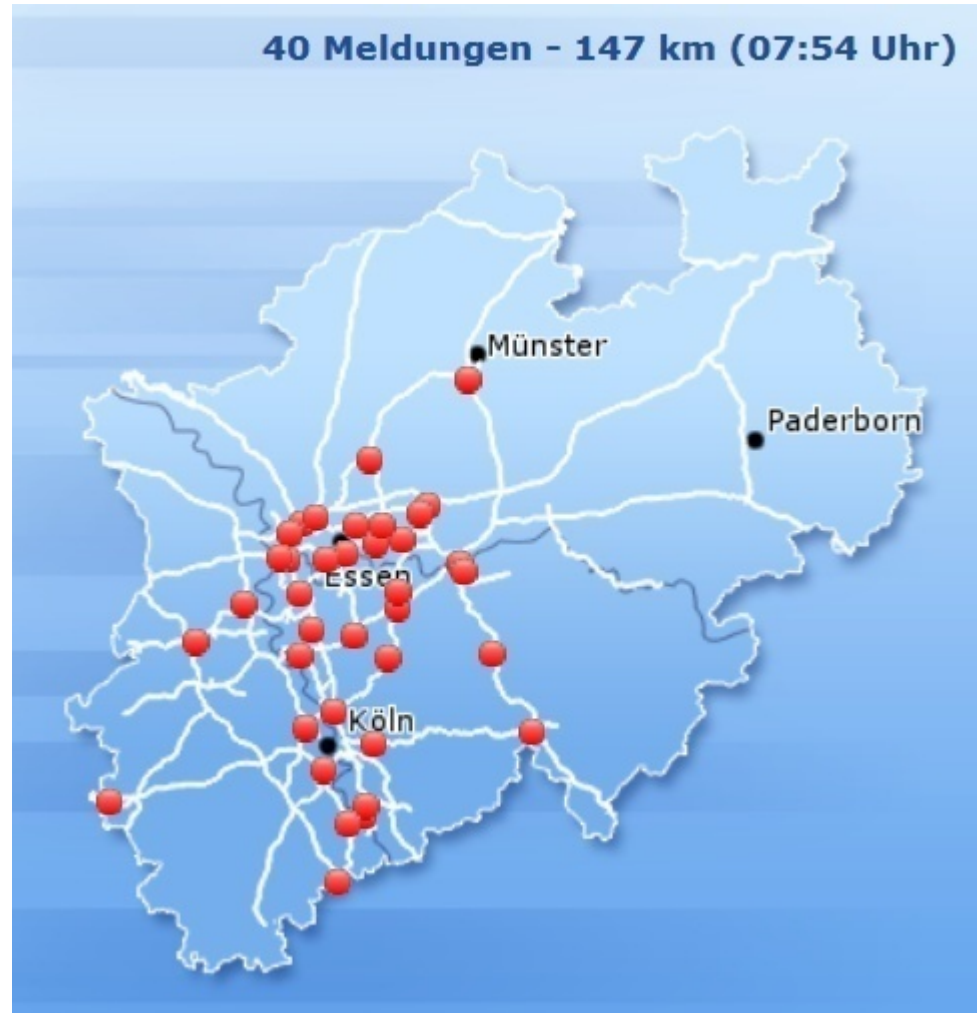 40 Meldungen - 147 km (07:54 Uhr)
Münster
Paderborn
Essen
Köln